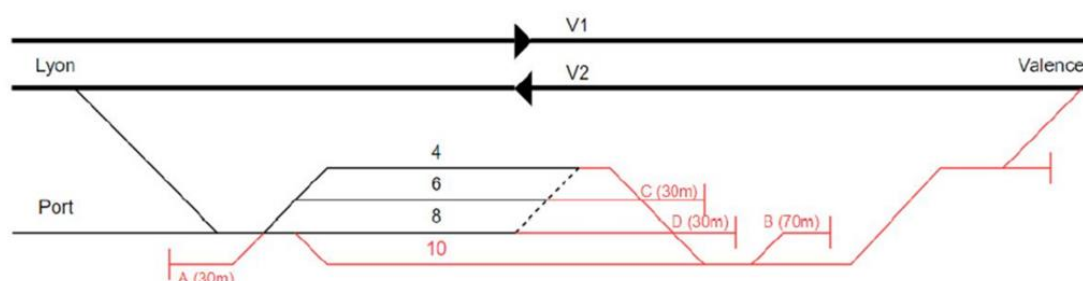 V1
Lyon
V2
Valence
4
6
C (30m)
Port
8
D (30m)
B (70m)
10
A (30m)